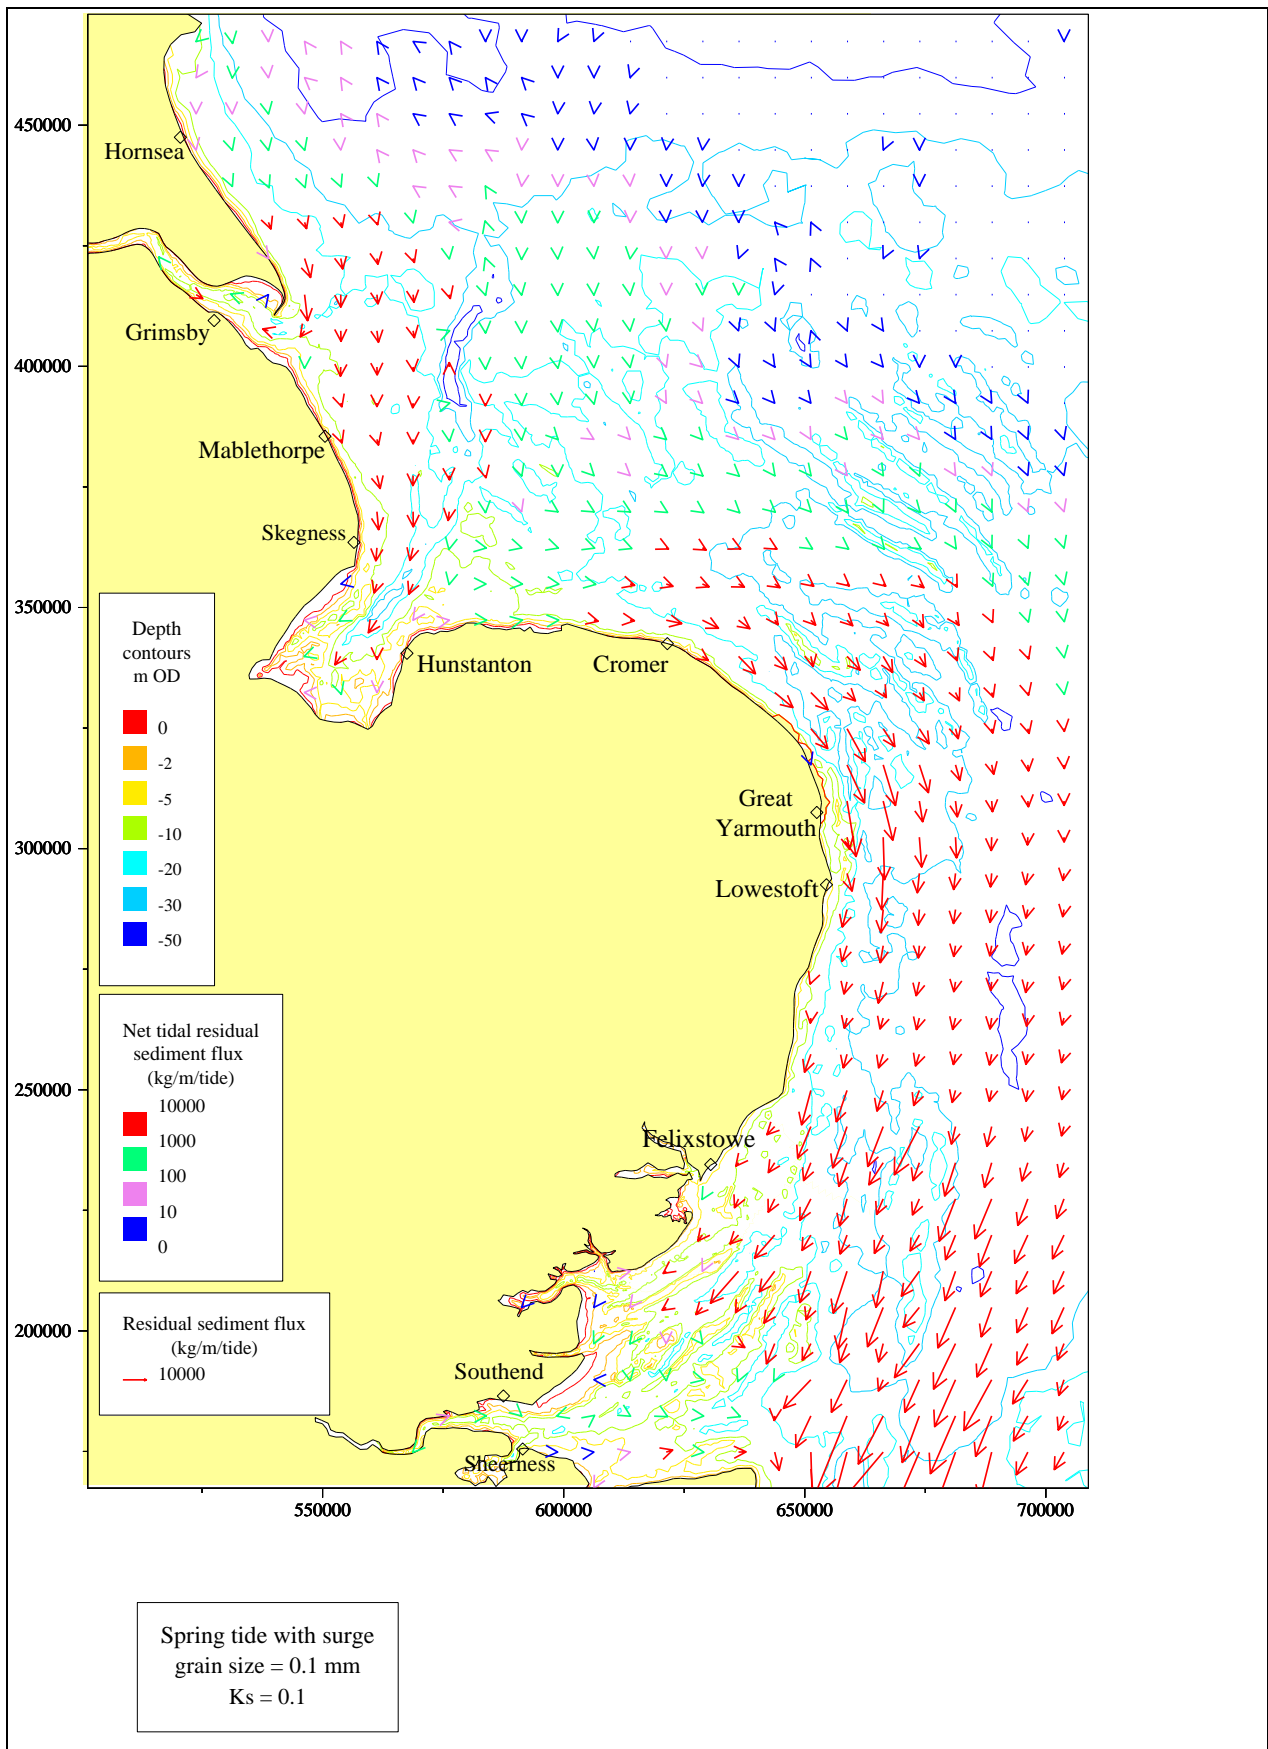 450000
Hornsea
Grimsby
400000
Mablethorpe
Skegness
350000
Hunstanton
Cromer
Depth
contours
m OD
0
-2
-5
-10
-20
-30
-50
Great
Yarmouth
300000
Lowestoft
Net tidal residual
sediment flux
(kg/m/tide)
10000
1000
100
10
0
250000
Felixstowe
Residual sediment flux
(kg/m/tide)
10000
200000
Southend
Sheerness
550000
600000
650000
700000
Spring tide with surge
grain size = 0.1 mm
Ks = 0.1